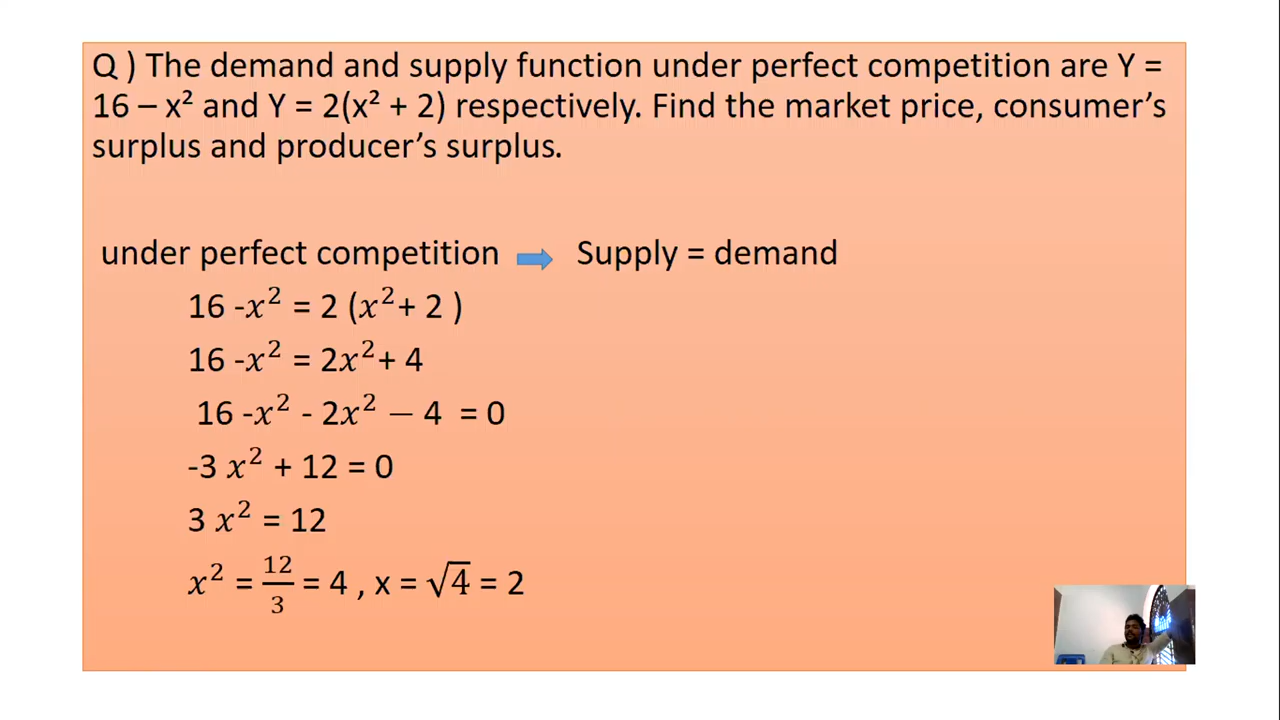 Q ) The demand and supply function under perfect competition are Y =
16 – x² and Y = 2(x² + 2) respectively. Find the market price, consumer’s
surplus and producer’s surplus.
under perfect competition Supply = demand
16 -x² = 2 (x²+ 2 )
16 -x² = 2x²+ 4
16 -x² - 2x² − 4 = 0
-3 x² + 12 = 0
3 x² = 12
x² = 12/3 = 4 , x = √4 = 2